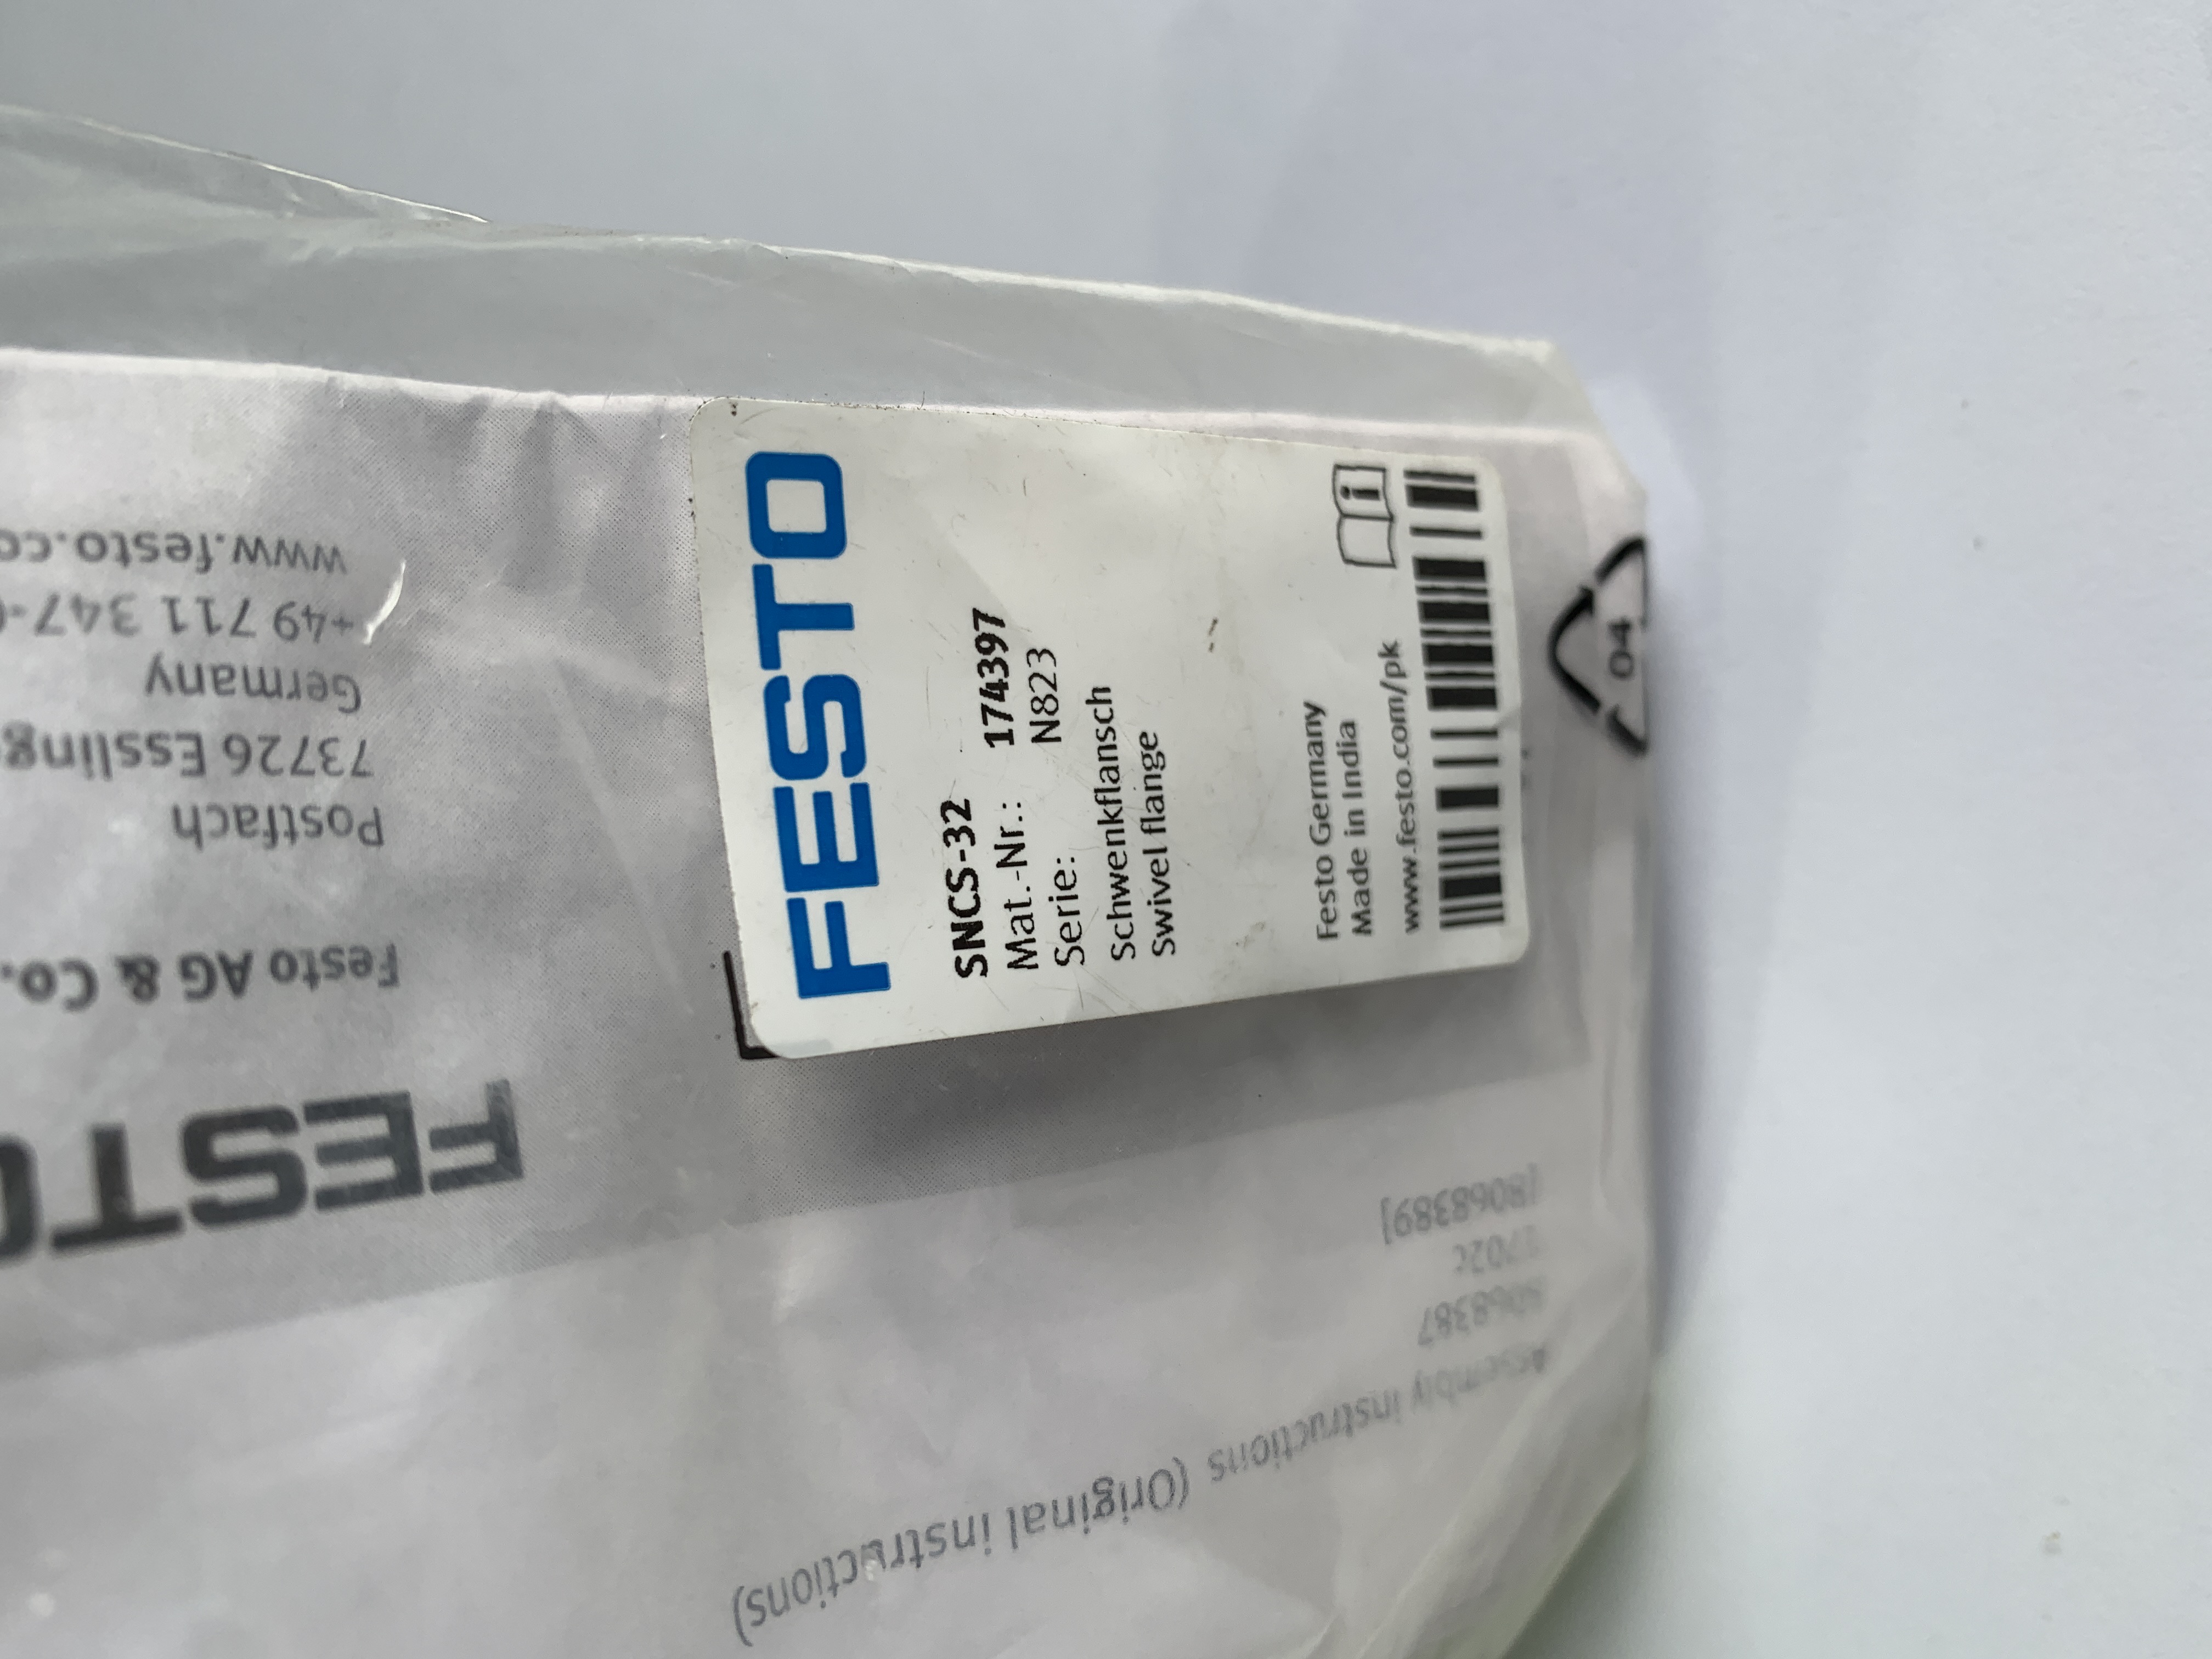 FESTO
SNCS-32
Mat.-Nr.: 174397
Serie: N823
Schwenkflansch
Swivel flange
Festo Germany
Made in India
www.festo.com/pk
04
FESTO
Festo AG & Co.
Postfach
73726
Germany
+49 711 347-
www.festo.co
Assembly instructions (Original instructions)
8068387
1702c
[8068389]